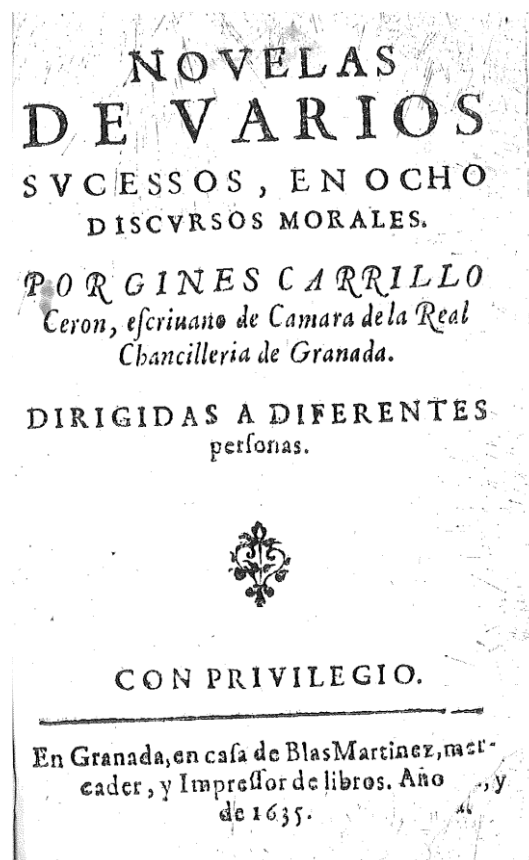 NOVELAS
DE VARIOS
SVCESSOS, EN OCHO
DISCVRSOS MORALES.
POR GINES CARRILLO
Ceron, eſcriuano de Camara de la Real
Chancilleria de Granada.
DIRIGIDAS A DIFERENTES
perſonas.
CON PRIVILEGIO.
En Granada, en caſa de Blas Martinez, mer-
cader, y Impreſſor de libros. Año , y
de 1635.